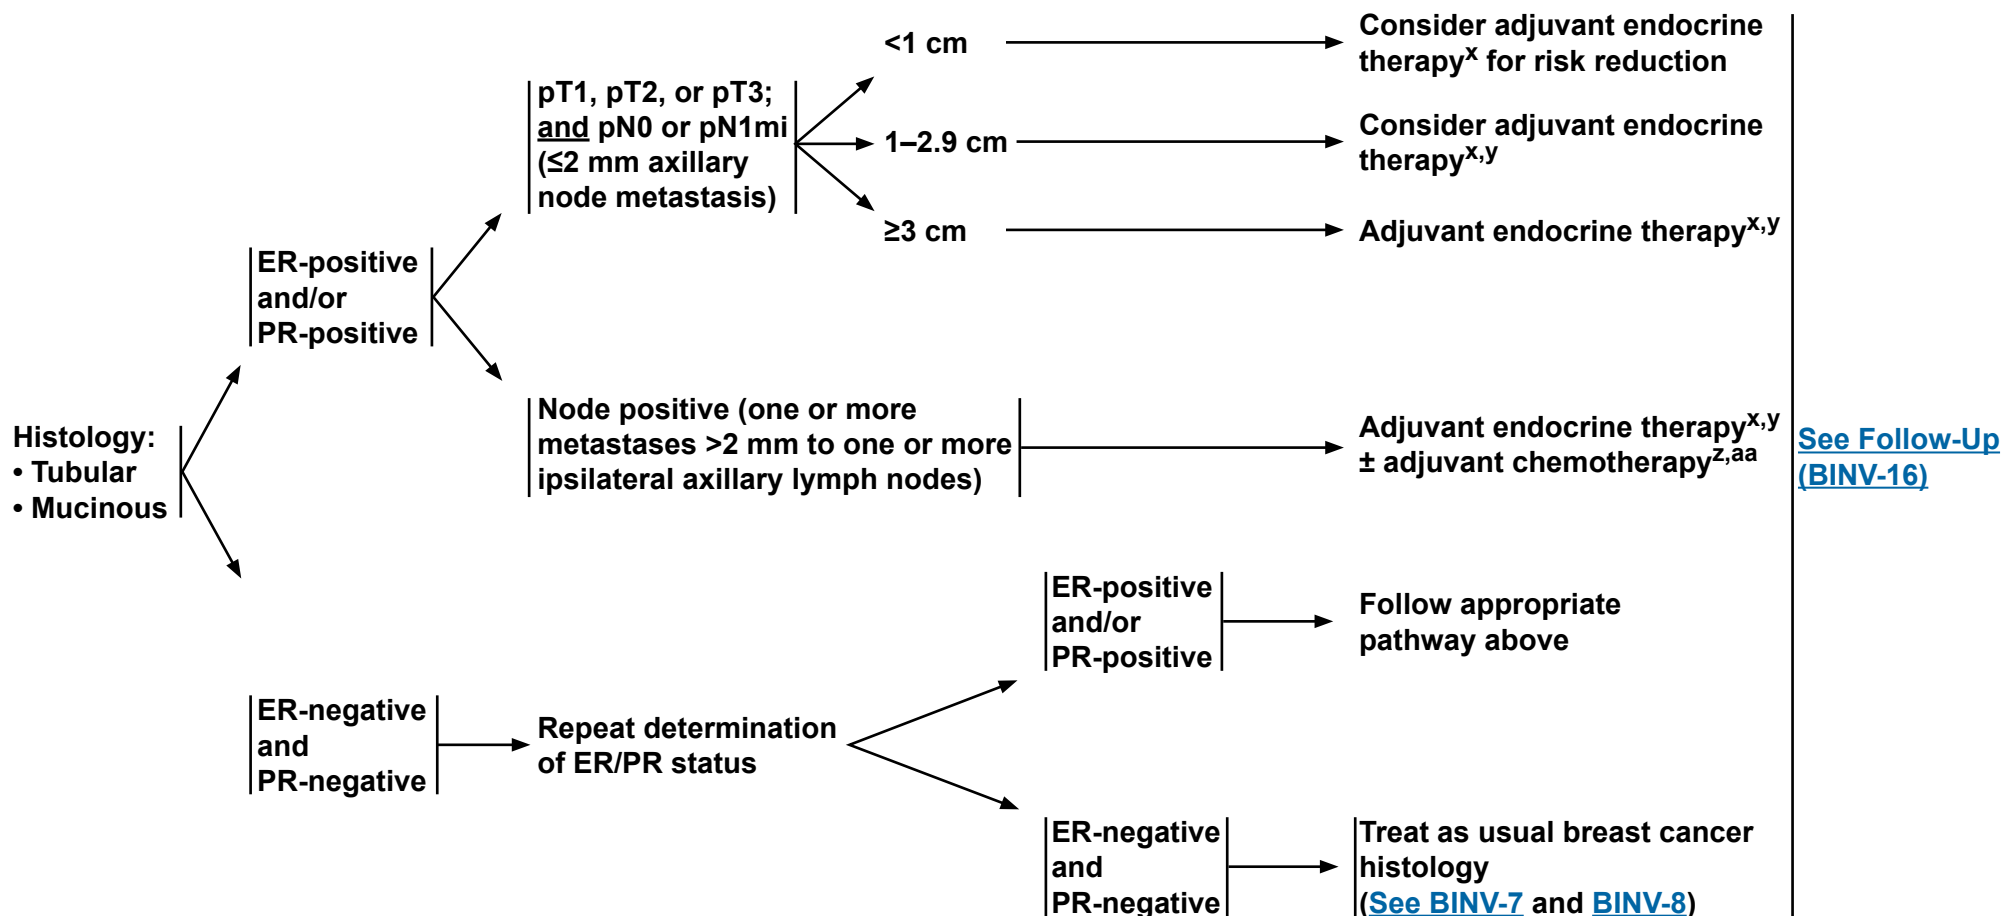 <1 cm
Consider adjuvant endocrine
therapyx for risk reduction
pT1, pT2, or pT3;
and pN0 or pN1mi
(≤2 mm axillary
node metastasis)
1–2.9 cm
Consider adjuvant endocrine
therapyx,y
≥3 cm
Adjuvant endocrine therapyx,y
ER-positive
and/or
PR-positive
Histology:
• Tubular
• Mucinous
Node positive (one or more
metastases >2 mm to one or more
ipsilateral axillary lymph nodes)
Adjuvant endocrine therapyx,y
± adjuvant chemotherapyz,aa
See Follow-Up
(BINV-16)
ER-positive
and/or
PR-positive
Follow appropriate
pathway above
ER-negative
and
PR-negative
Repeat determination
of ER/PR status
ER-negative
and
PR-negative
Treat as usual breast cancer
histology
(See BINV-7 and BINV-8)